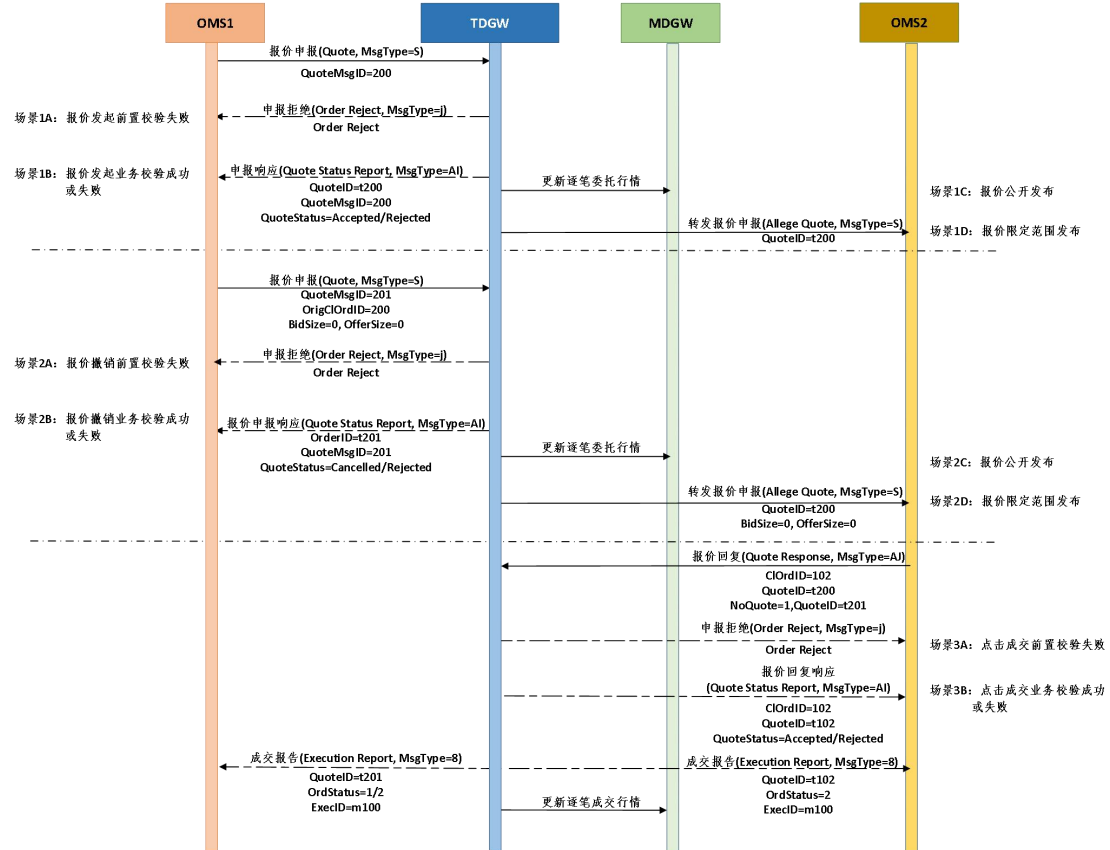 OMS1
TDGW
MDGW
OMS2
报价申报(Quote, MsgType=S)
QuoteMsgID=200
场景1A：报价发起前置校验失败
申报拒绝(Order Reject, MsgType=j)
Order Reject
场景1B：报价发起业务校验成功
或失败
申报响应(Quote Status Report, MsgType=AI)
QuoteID=t200
QuoteMsgID=200
QuoteStatus=Accepted/Rejected
更新逐笔委托行情
场景1C：报价公开发布
转发报价申报(Allege Quote, MsgType=S)
QuoteID=t200
场景1D：报价限定范围发布
报价申报(Quote, MsgType=S)
QuoteMsgID=201
OrigClOrdID=200
BidSize=0, OfferSize=0
场景2A：报价撤销前置校验失败
申报拒绝(Order Reject, MsgType=j)
Order Reject
场景2B：报价撤销业务校验成功
或失败
报价申报响应(Quote Status Report, MsgType=AI)
OrderID=t201
QuoteMsgID=201
QuoteStatus=Cancelled/Rejected
更新逐笔委托行情
场景2C：报价公开发布
转发报价申报(Allege Quote, MsgType=S)
QuoteID=t200
BidSize=0, OfferSize=0
场景2D：报价限定范围发布
报价回复(Quote Response, MsgType=AJ)
ClOrdID=102
QuoteID=t200
NoQuote=1,QuoteID=t201
申报拒绝(Order Reject, MsgType=j)
Order Reject
场景3A：点击成交前置校验失败
报价回复响应
(Quote Status Report, MsgType=AI)
ClOrdID=102
QuoteID=t102
QuoteStatus=Accepted/Rejected
场景3B：点击成交业务校验成功
或失败
成交报告(Execution Report, MsgType=8)
QuoteID=t201
OrdStatus=1/2
ExecID=m100
成交报告(Execution Report, MsgType=8)
QuoteID=t102
OrdStatus=2
ExecID=m100
更新逐笔成交行情